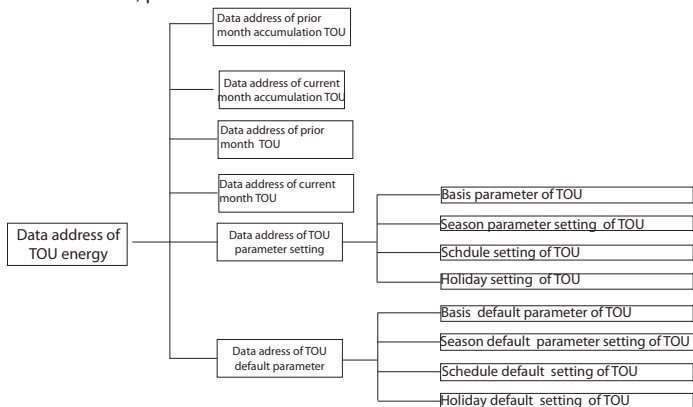 Data address of prior
month accumulation TOU
Data address of current
month accumulation TOU
Data address of prior
month TOU
Data address of current
month TOU
Data address of
TOU energy
Data address of TOU
parameter setting
Basis parameter of TOU
Season parameter setting of TOU
Schdule setting of TOU
Holiday setting of TOU
Data adress of TOU
default parameter
Basis default parameter of TOU
Season default parameter setting of TOU
Schedule default setting of TOU
Holiday default setting of TOU